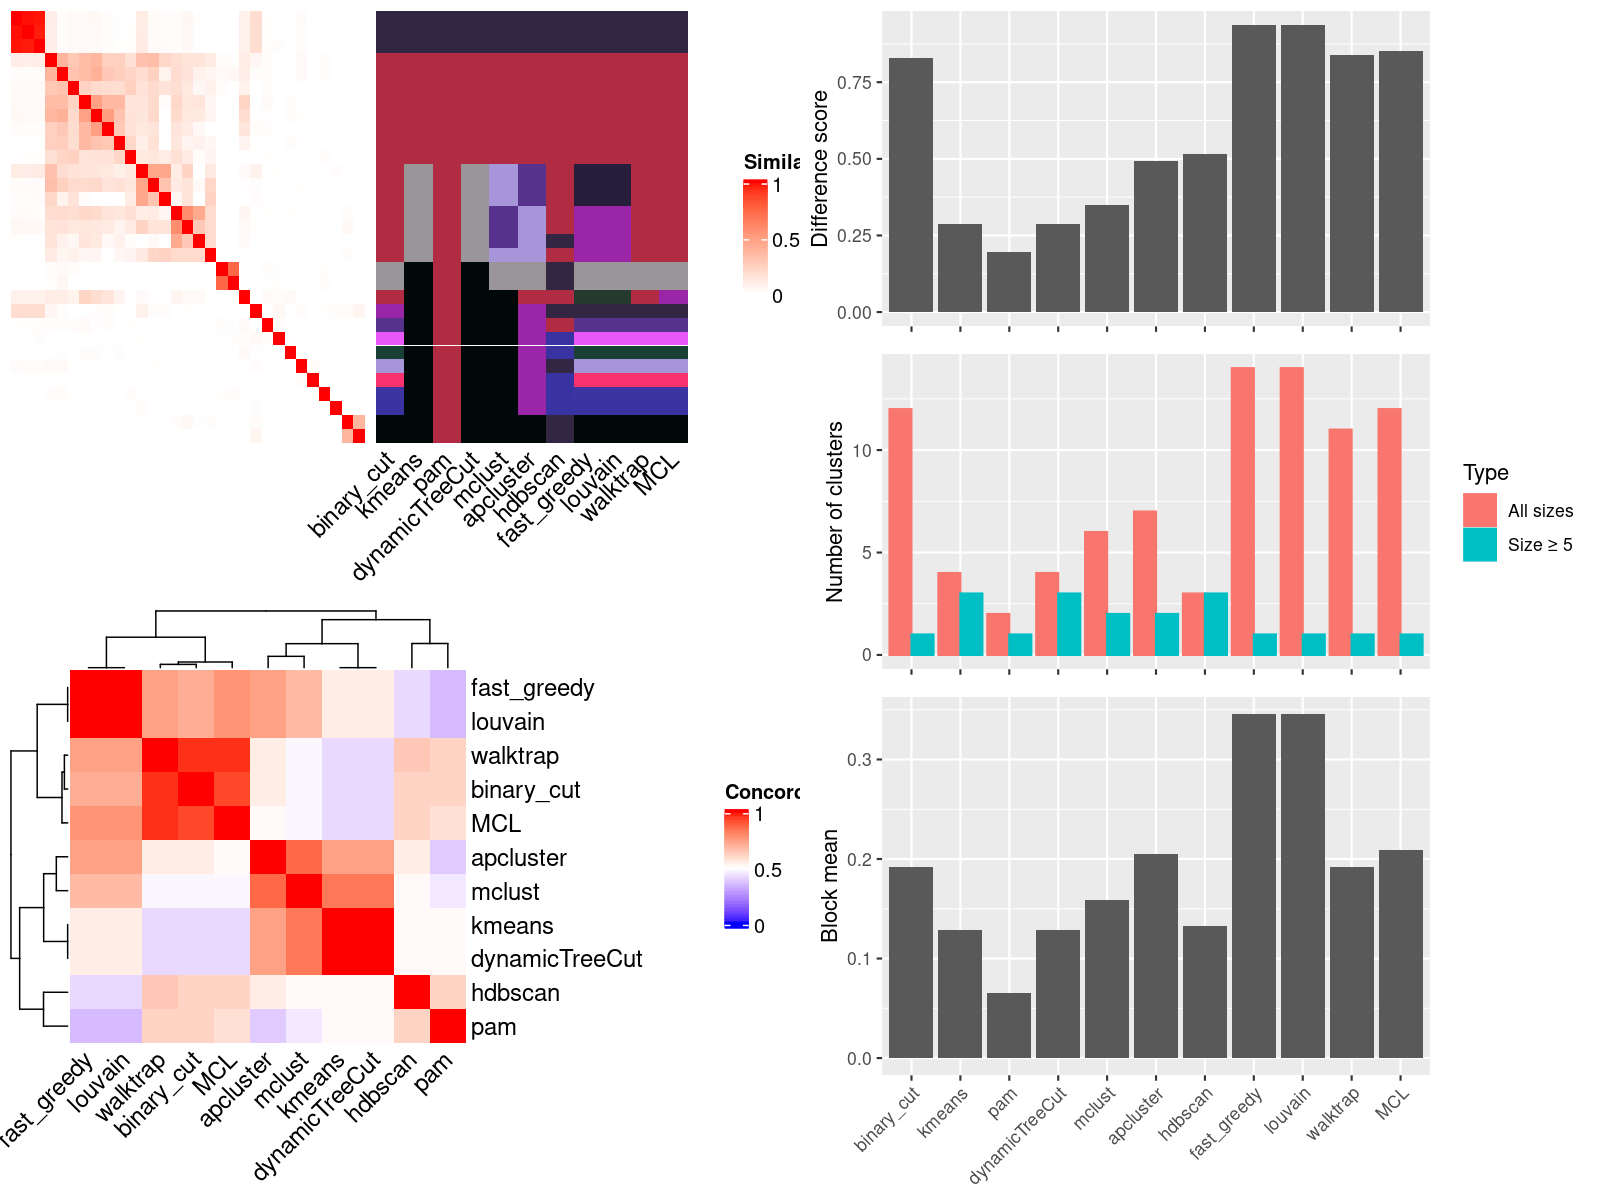 Simila
1
0.5
0
binary_cut
kmeans
pam
dynamicTreeCut
mclust
apcluster
hdbscan
fast_greedy
louvain
walktrap
MCL
fast_greedy
louvain
walktrap
binary_cut
MCL
apcluster
mclust
kmeans
dynamicTreeCut
hdbscan
pam
fast_greedy
louvain
walktrap
binary_cut
MCL
apcluster
mclust
kmeans
dynamicTreeCut
hdbscan
pam
Concord
1
0.5
0
Difference score
0.75
0.50
0.25
0.00
Number of clusters
10
5
0
Type
All sizes
Size ≥ 5
Block mean
0.3
0.2
0.1
0.0
binary_cut
kmeans
pam
dynamicTreeCut
mclust
apcluster
hdbscan
fast_greedy
louvain
walktrap
MCL